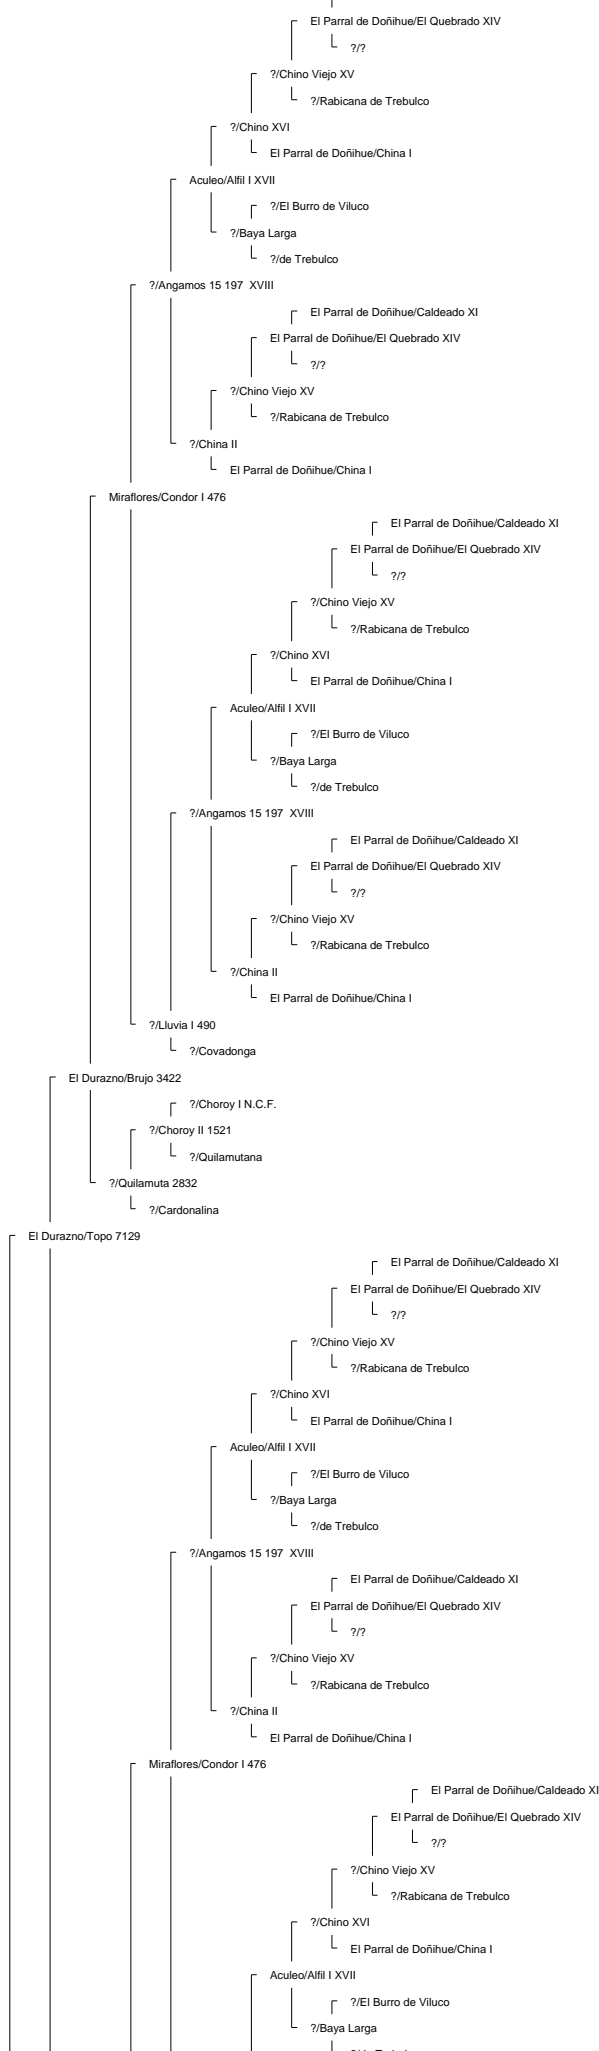 El Parral de Doñihue/El Quebrado XIV
?/?
?/Chino Viejo XV
?/Rabicana de Trebulco
?/Chino XVI
El Parral de Doñihue/China I
Aculeo/Alfil I XVII
?/El Burro de Viluco
?/Baya Larga
?/de Trebulco
?/Angamos 15 197  XVIII
El Parral de Doñihue/Caldeado XI
El Parral de Doñihue/El Quebrado XIV
?/?
?/Chino Viejo XV
?/Rabicana de Trebulco
?/China II
El Parral de Doñihue/China I
Miraflores/Condor I 476
El Parral de Doñihue/Caldeado XI
El Parral de Doñihue/El Quebrado XIV
?/?
?/Chino Viejo XV
?/Rabicana de Trebulco
?/Chino XVI
El Parral de Doñihue/China I
Aculeo/Alfil I XVII
?/El Burro de Viluco
?/Baya Larga
?/de Trebulco
?/Angamos 15 197  XVIII
El Parral de Doñihue/Caldeado XI
El Parral de Doñihue/El Quebrado XIV
?/?
?/Chino Viejo XV
?/Rabicana de Trebulco
?/China II
El Parral de Doñihue/China I
?/Lluvia I 490
?/Covadonga
El Durazno/Brujo 3422
?/Choroy I N.C.F.
?/Choroy II 1521
?/Quilamutana
?/Quilamuta 2832
?/Cardonalina
El Durazno/Topo 7129
El Parral de Doñihue/Caldeado XI
El Parral de Doñihue/El Quebrado XIV
?/?
?/Chino Viejo XV
?/Rabicana de Trebulco
?/Chino XVI
El Parral de Doñihue/China I
Aculeo/Alfil I XVII
?/El Burro de Viluco
?/Baya Larga
?/de Trebulco
?/Angamos 15 197  XVIII
El Parral de Doñihue/Caldeado XI
El Parral de Doñihue/El Quebrado XIV
?/?
?/Chino Viejo XV
?/Rabicana de Trebulco
?/China II
El Parral de Doñihue/China I
Miraflores/Condor I 476
El Parral de Doñihue/Caldeado XI
El Parral de Doñihue/El Quebrado XIV
?/?
?/Chino Viejo XV
?/Rabicana de Trebulco
?/Chino XVI
El Parral de Doñihue/China I
Aculeo/Alfil I XVII
?/El Burro de Viluco
?/Baya Larga